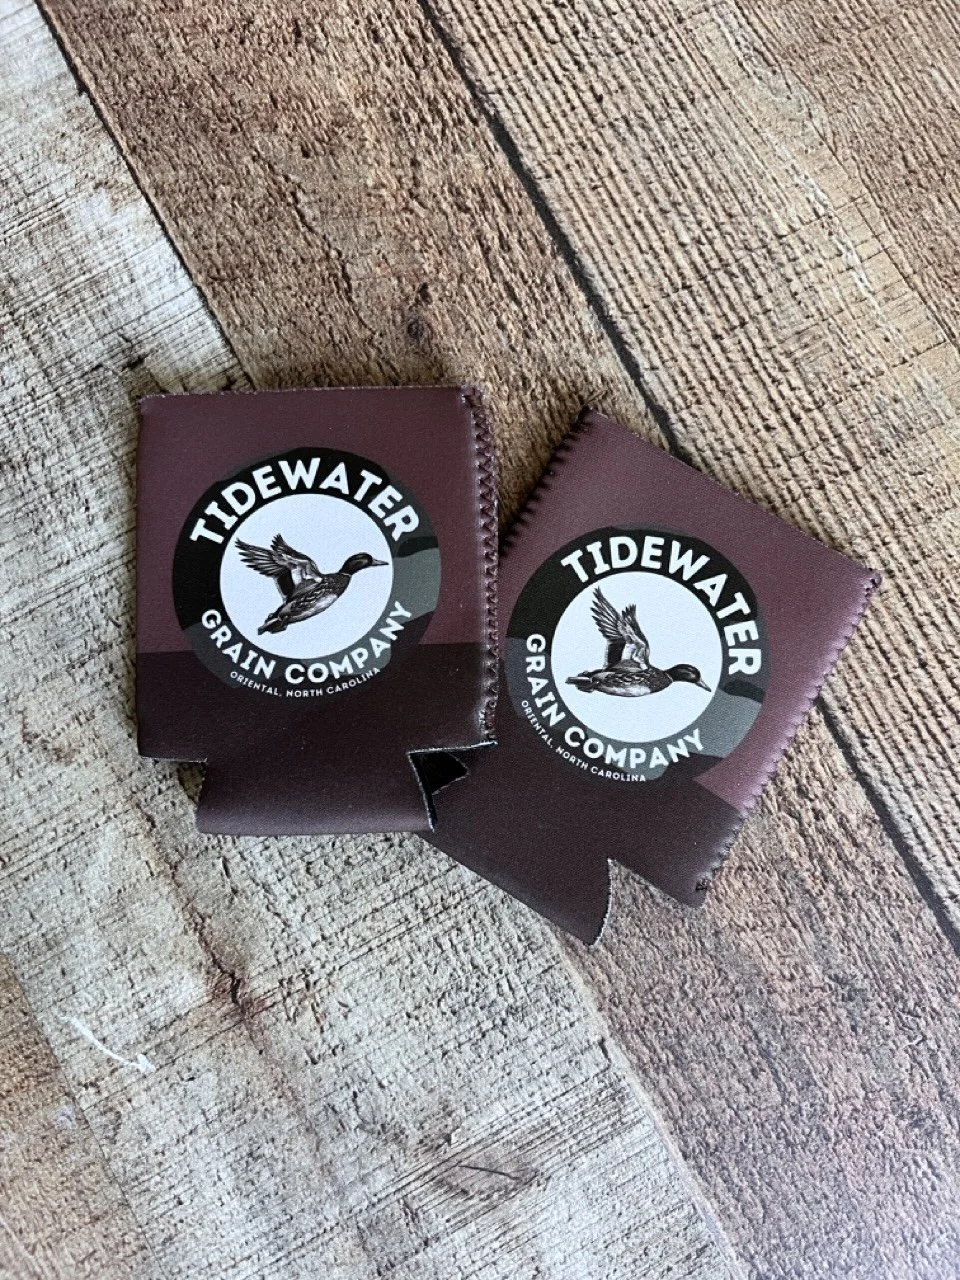 TIDEWATER
GRAIN COMPANY
ORIENTAL, NORTH CAROLINA
TIDEWATER
GRAIN COMPANY
ORIENTAL, NORTH CAROLINA